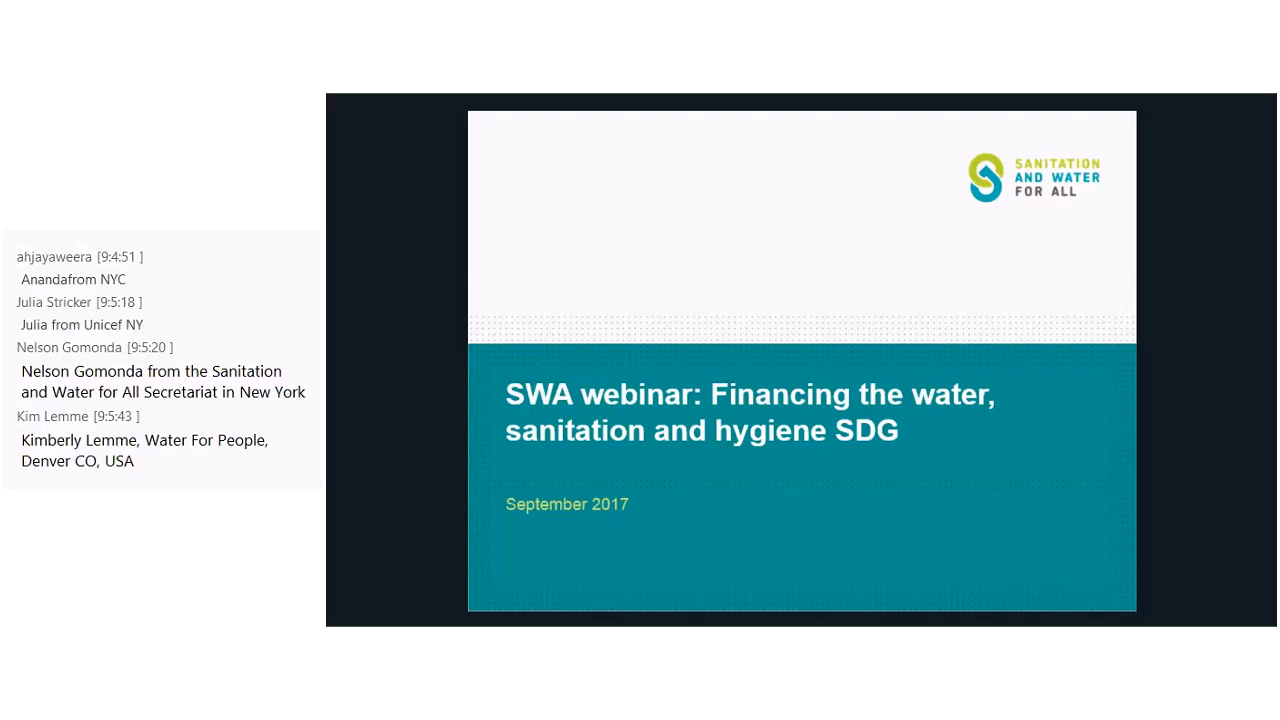 ahjayaweera [9:4:51 ]
Anandafrom NYC
Julia Stricker [9:5:18 ]
Julia from Unicef NY
Nelson Gomonda [9:5:20 ]
Nelson Gomonda from the Sanitation
and Water for All Secretariat in New York
Kim Lemme [9:5:43 ]
Kimberly Lemme, Water For People,
Denver CO, USA
SANITATION
AND WATER
FOR ALL
SWA webinar: Financing the water,
sanitation and hygiene SDG
September 2017